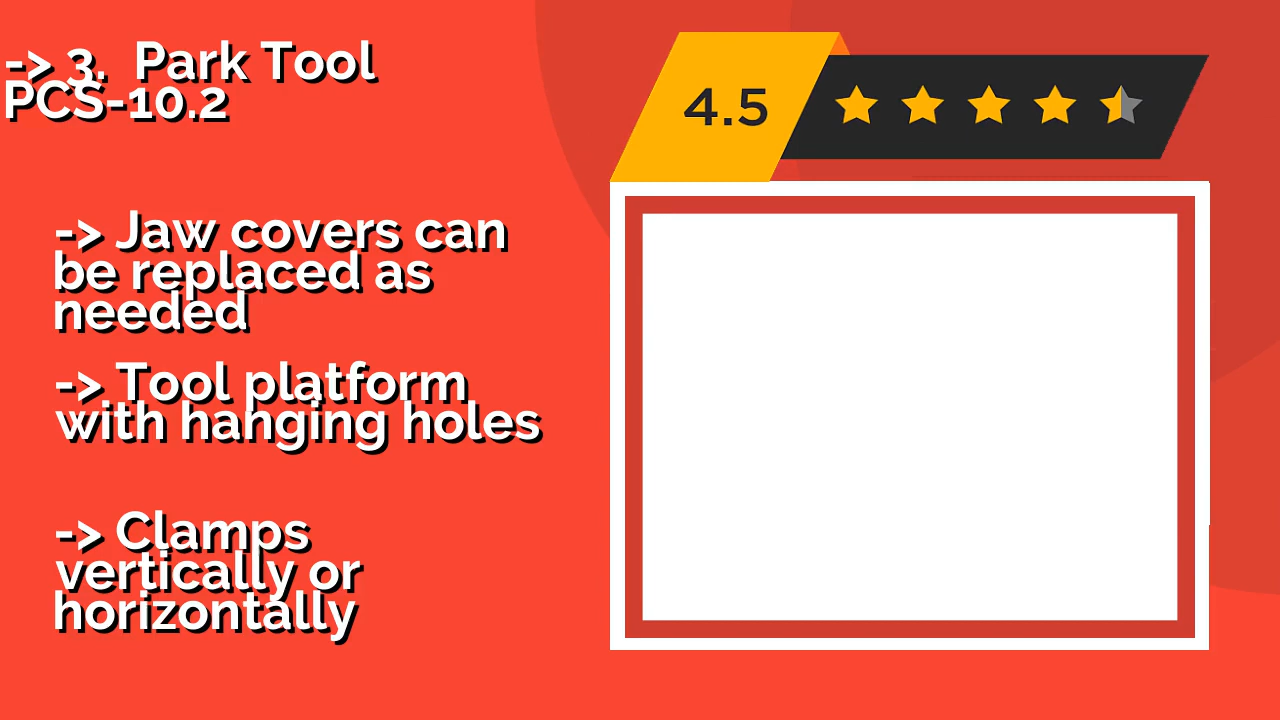 -> 3.  Park Tool
PCS-10.2
4.5
-> Jaw covers can
be replaced as
needed
-> Tool platform
with hanging holes
-> Clamps
vertically or
horizontally